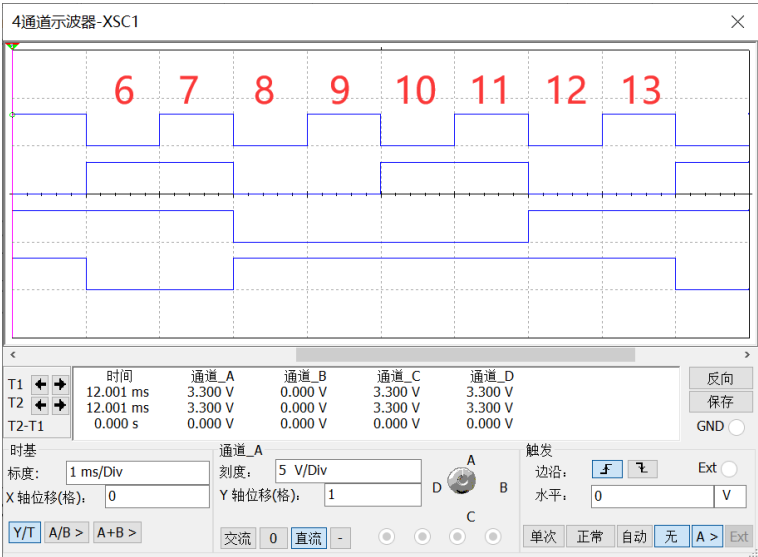 4通道示波器-XSC1
6 7 8 9 10 11 12 13
时间 通道_A 通道_B 通道_C 通道_D
T1 12.001 ms 3.300 V 0.000 V 3.300 V 3.300 V
T2 12.001 ms 3.300 V 0.000 V 3.300 V 3.300 V
T2-T1 0.000 s 0.000 V 0.000 V 0.000 V 0.000 V
反向
保存
GND
时基
标度: 1 ms/Div
X 轴位移(格): 0
Y/T A/B > A+B >
通道_A
刻度: 5 V/Div
Y 轴位移(格): 1
交流 0 直流 -
A
D B
C
触发
边沿: Ext
水平: 0 V
单次 正常 自动 无 A > Ext